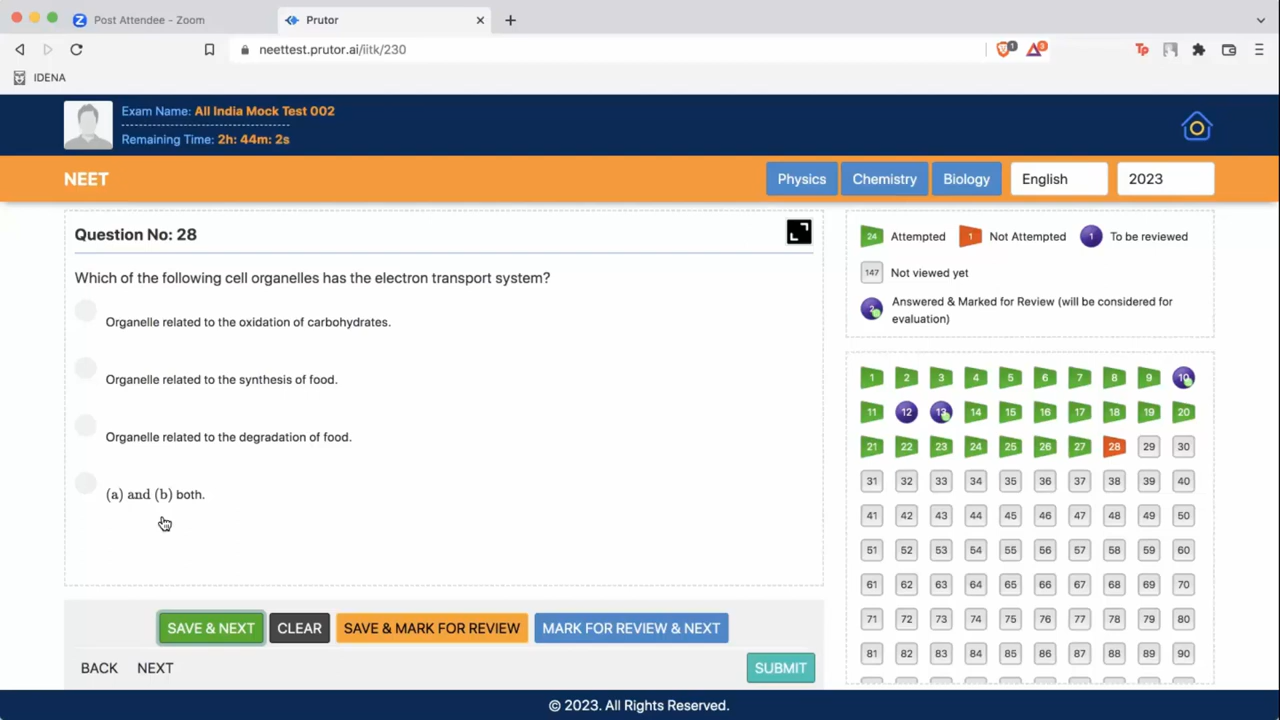 Post Attendee - Zoom
Prutor
neettest.prutor.ai/iitk/230
1
3
Tp
IDENA
Exam Name: All India Mock Test 002
Remaining Time: 2h: 44m: 2s
NEET
Physics
Chemistry
Biology
English
2023
Question No: 28
Which of the following cell organelles has the electron transport system?
Organelle related to the oxidation of carbohydrates.
Organelle related to the synthesis of food.
Organelle related to the degradation of food.
(a) and (b) both.
SAVE & NEXT
CLEAR
SAVE & MARK FOR REVIEW
MARK FOR REVIEW & NEXT
BACK
NEXT
SUBMIT
24 Attempted
1 Not Attempted
1 To be reviewed
147 Not viewed yet
2 Answered & Marked for Review (will be considered for
evaluation)
1 2 3 4 5 6 7 8 9 10
11 12 13 14 15 16 17 18 19 20
21 22 23 24 25 26 27 28 29 30
31 32 33 34 35 36 37 38 39 40
41 42 43 44 45 46 47 48 49 50
51 52 53 54 55 56 57 58 59 60
61 62 63 64 65 66 67 68 69 70
71 72 73 74 75 76 77 78 79 80
81 82 83 84 85 86 87 88 89 90
© 2023. All Rights Reserved.